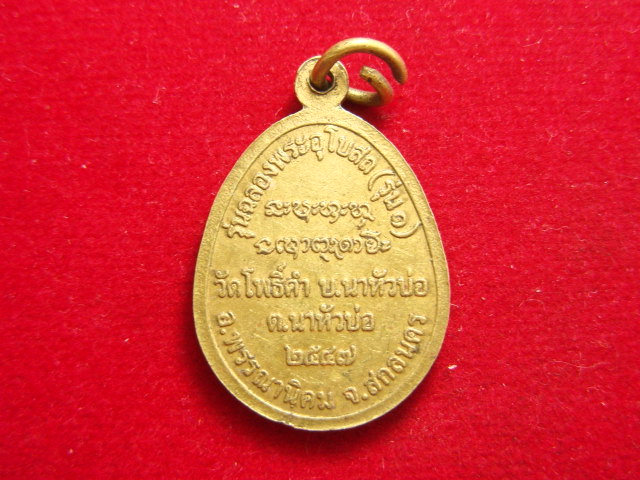 รุ่นฉลองพระอุโบสถ (รุ่น ๑)
วัดโพธิ์คำ บ.นาหัวบ่อ
ต.นาหัวบ่อ
๒๕๔๗
อ.พรรณานิคม จ.สกลนคร